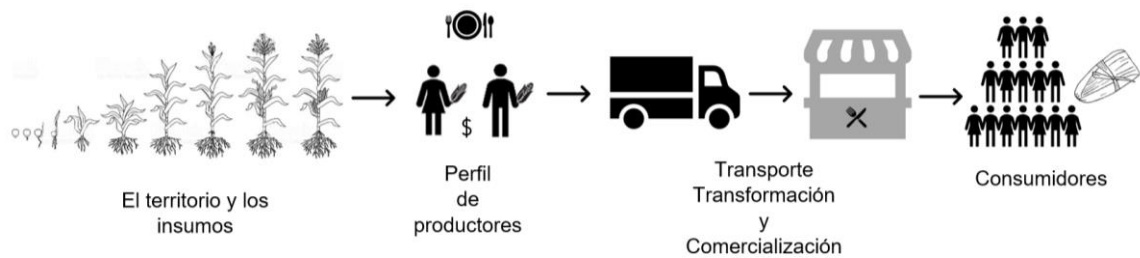 $
El territorio y los
insumos
Perfil
de
productores
Transporte
Transformación
y
Comercialización
Consumidores